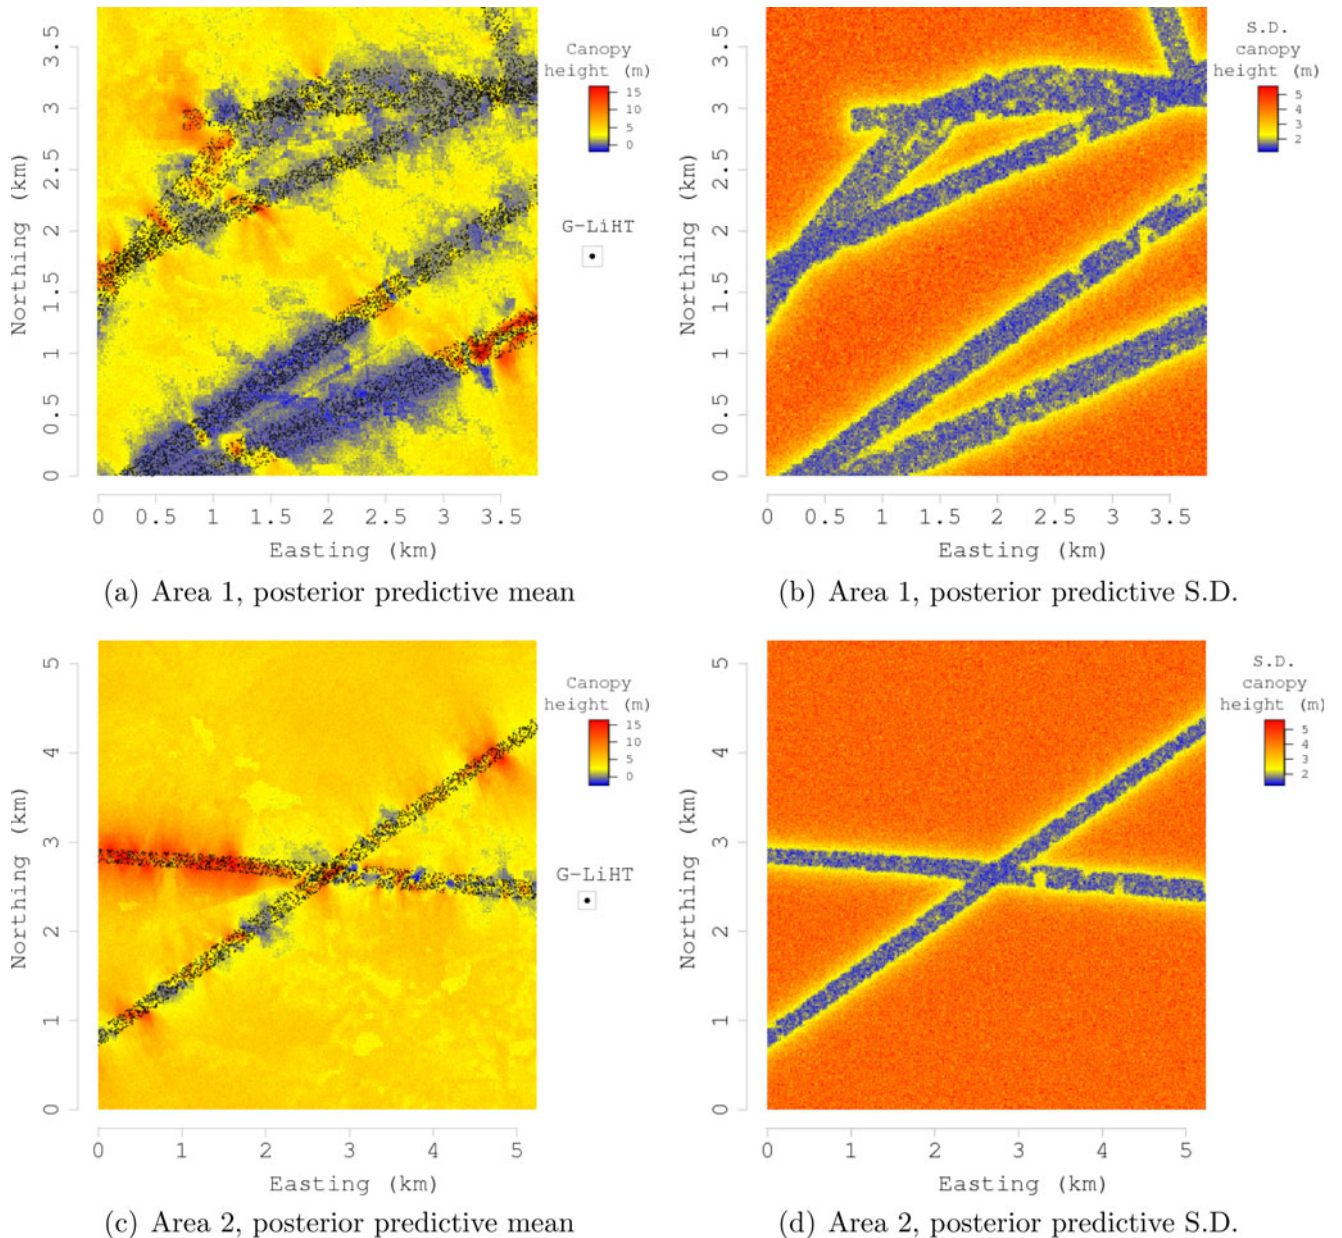 Canopy
height (m)
15
10
5
0
G-LiHT
Northing (km)
0 0.5 1 1.5 2 2.5 3 3.5
0 0.5 1 1.5 2 2.5 3 3.5
Easting (km)
(a) Area 1, posterior predictive mean
S.D.
canopy
height (m)
5
4
3
2
Northing (km)
0 0.5 1 1.5 2 2.5 3 3.5
0 0.5 1 1.5 2 2.5 3 3.5
Easting (km)
(b) Area 1, posterior predictive S.D.
Canopy
height (m)
15
10
5
0
G-LiHT
Northing (km)
0 1 2 3 4 5
0 1 2 3 4 5
Easting (km)
(c) Area 2, posterior predictive mean
S.D.
canopy
height (m)
5
4
3
2
Northing (km)
0 1 2 3 4 5
0 1 2 3 4 5
Easting (km)
(d) Area 2, posterior predictive S.D.